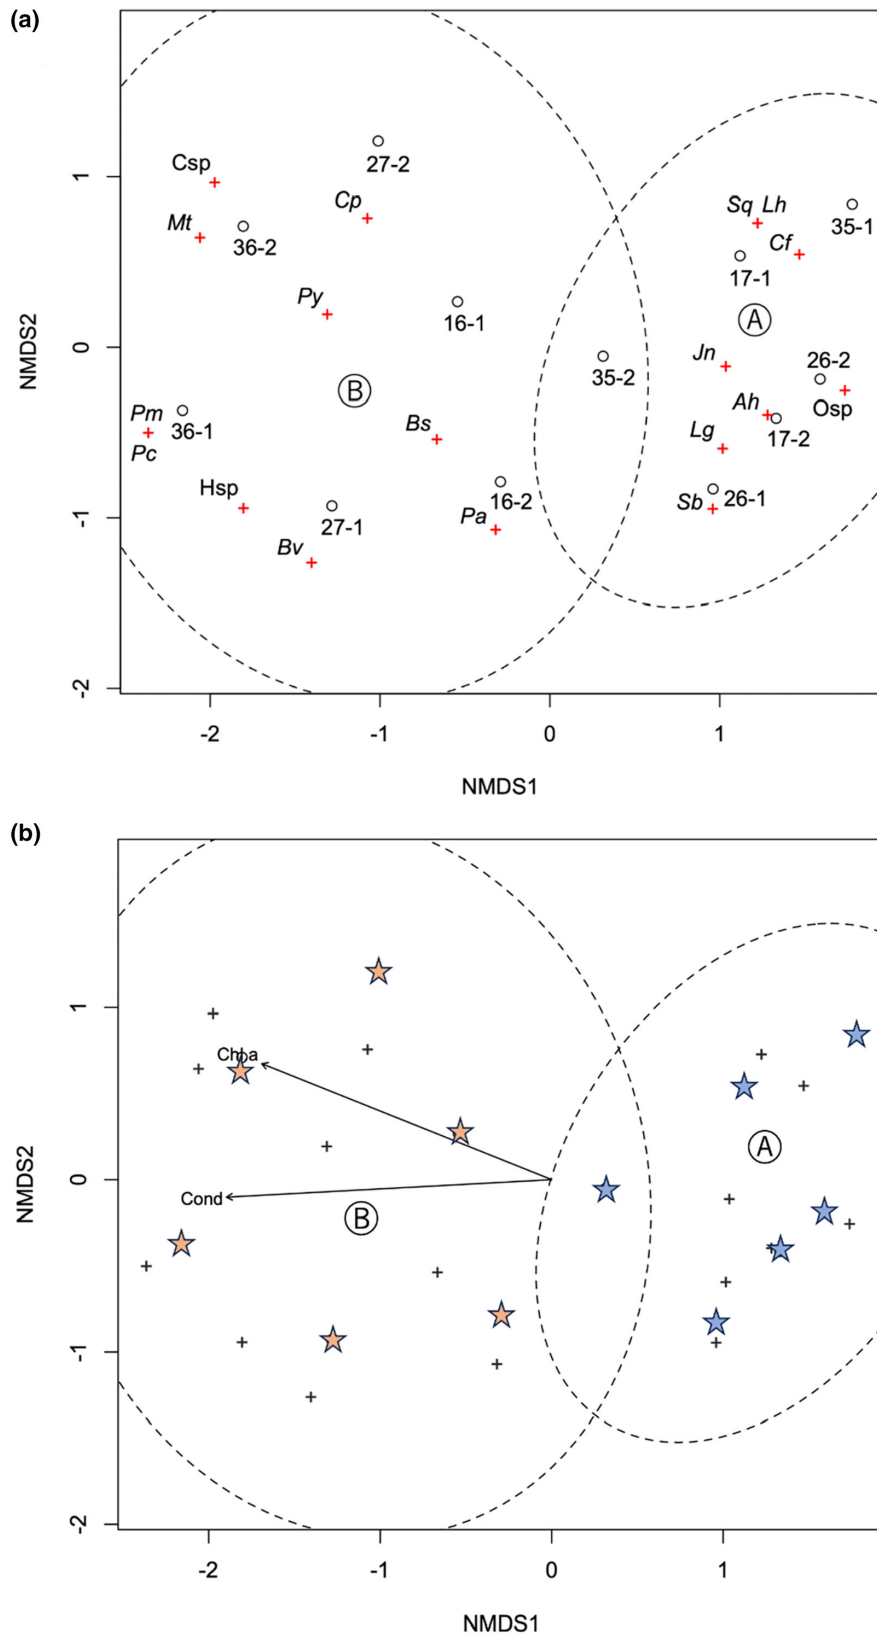 (a)
27-2
Csp
1
Cp
Sq Lh
35-1
Mt
36-2
Cf
17-1
Py
16-1
A
NMDS2
0
35-2
Jn
26-2
B
Ah
Osp
Pm
36-1
Bs
Lg
17-2
Pc
Hsp
16-2
Sb
26-1
-1
27-1
Pa
Bv
-2
-2
-1
0
1
NMDS1
(b)
1
Chla
A
NMDS2
0
Cond
B
-1
-2
-2
-1
0
1
NMDS1